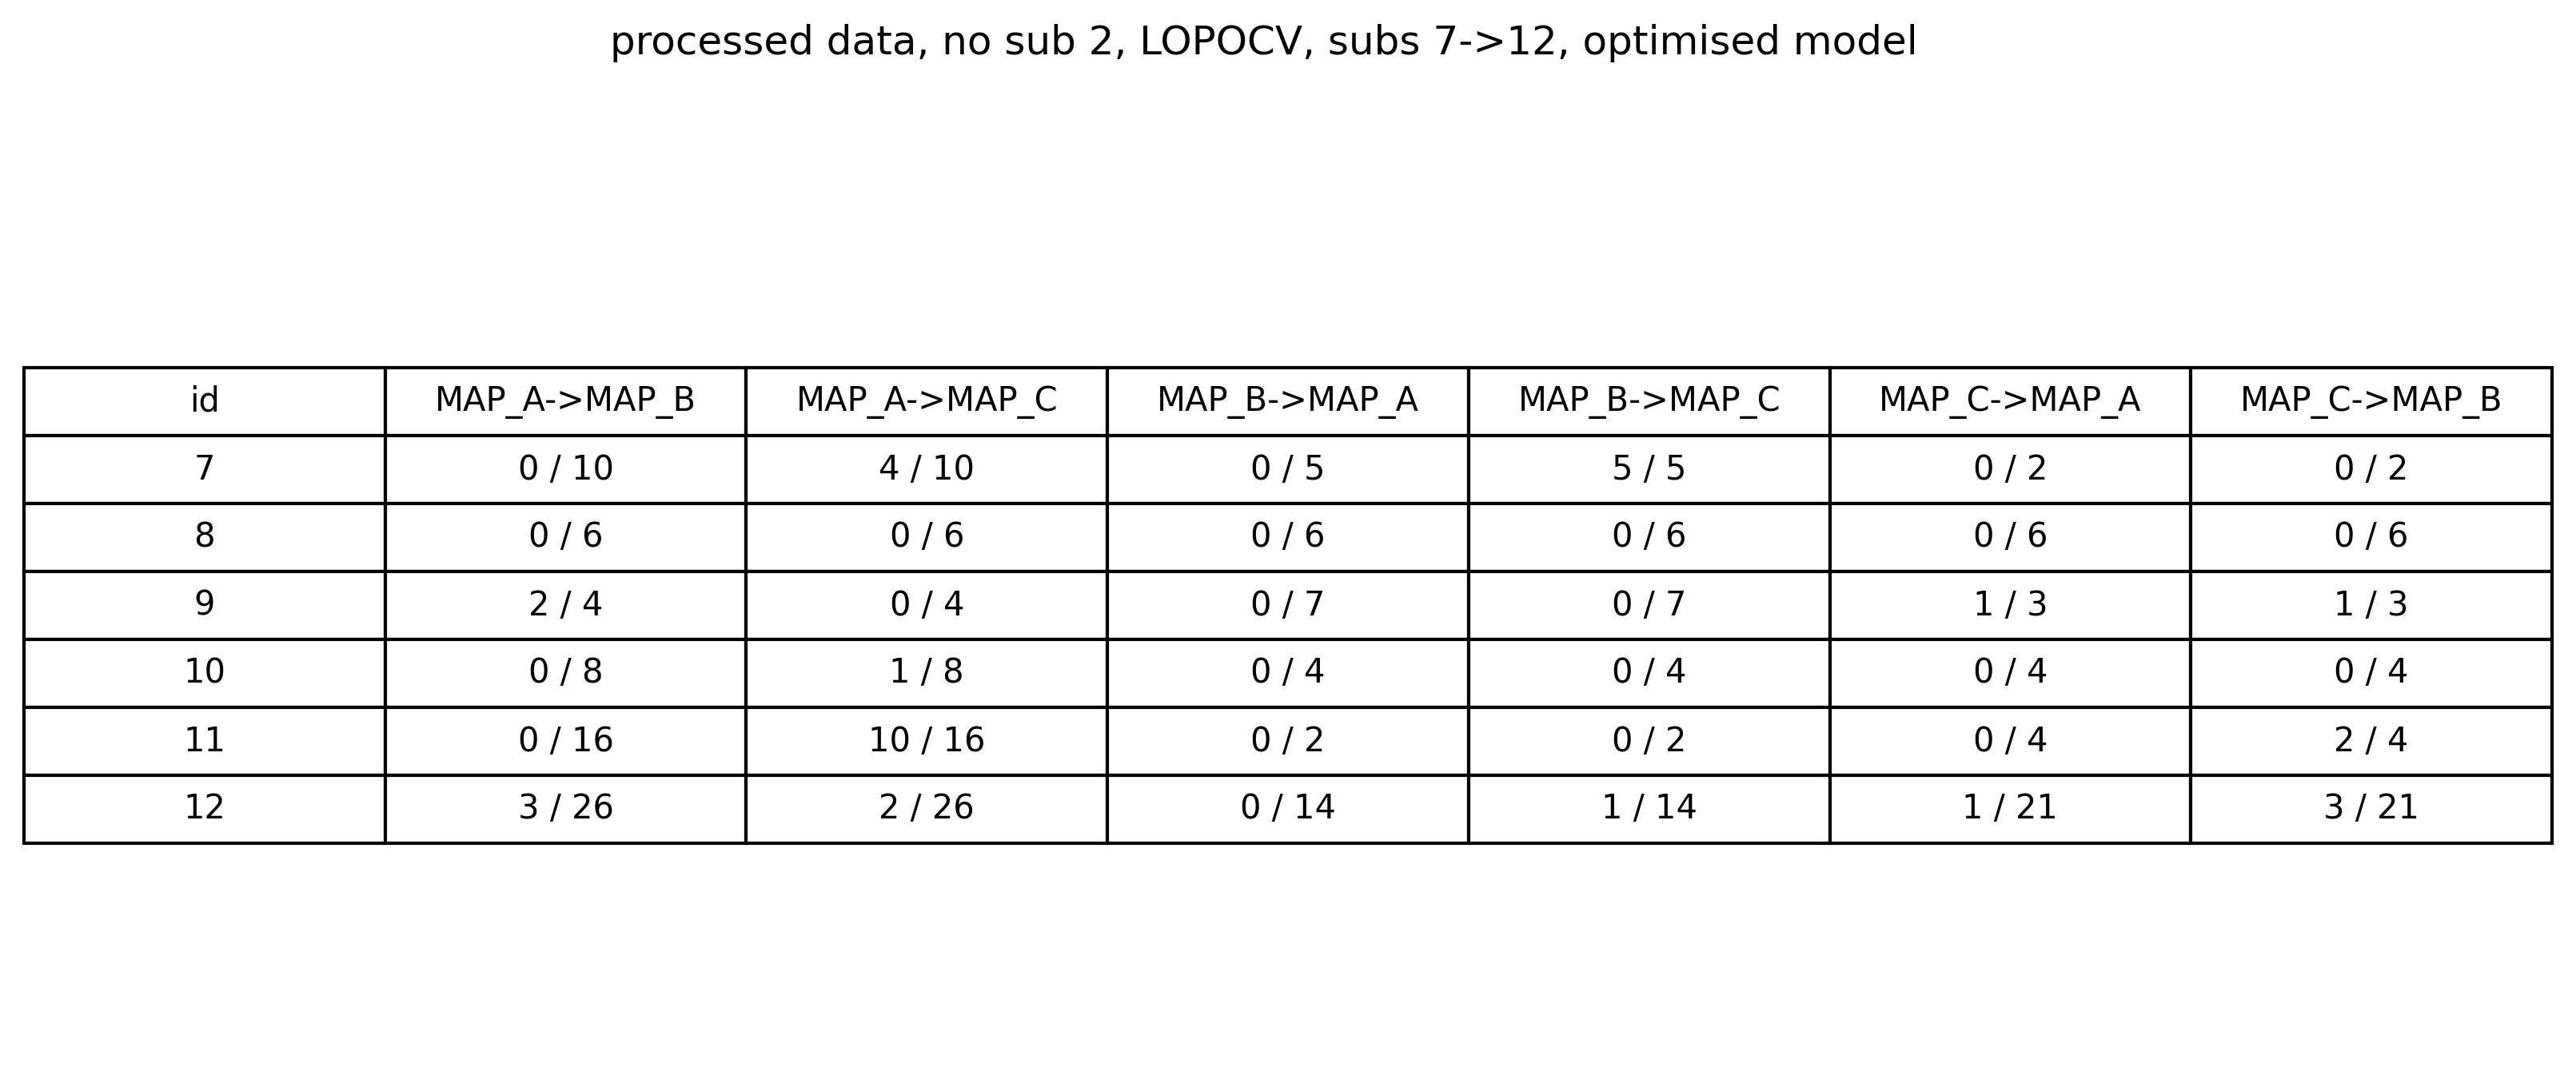 processed data, no sub 2, LOPOCV, subs 7->12, optimised model
id MAP_A->MAP_B MAP_A->MAP_C MAP_B->MAP_A MAP_B->MAP_C MAP_C->MAP_A MAP_C->MAP_B
7 0 / 10 4 / 10 0 / 5 5 / 5 0 / 2 0 / 2
8 0 / 6 0 / 6 0 / 6 0 / 6 0 / 6 0 / 6
9 2 / 4 0 / 4 0 / 7 0 / 7 1 / 3 1 / 3
10 0 / 8 1 / 8 0 / 4 0 / 4 0 / 4 0 / 4
11 0 / 16 10 / 16 0 / 2 0 / 2 0 / 4 2 / 4
12 3 / 26 2 / 26 0 / 14 1 / 14 1 / 21 3 / 21